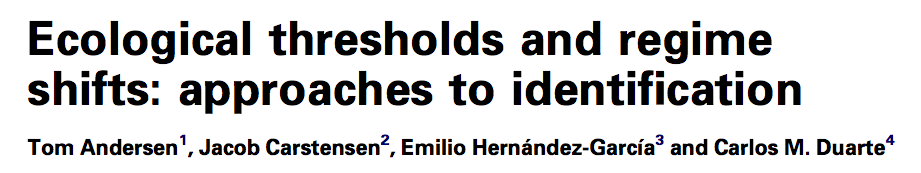 Ecological thresholds and regime
shifts: approaches to identification
Tom Andersen¹, Jacob Carstensen², Emilio Hernández-García³ and Carlos M. Duarte⁴